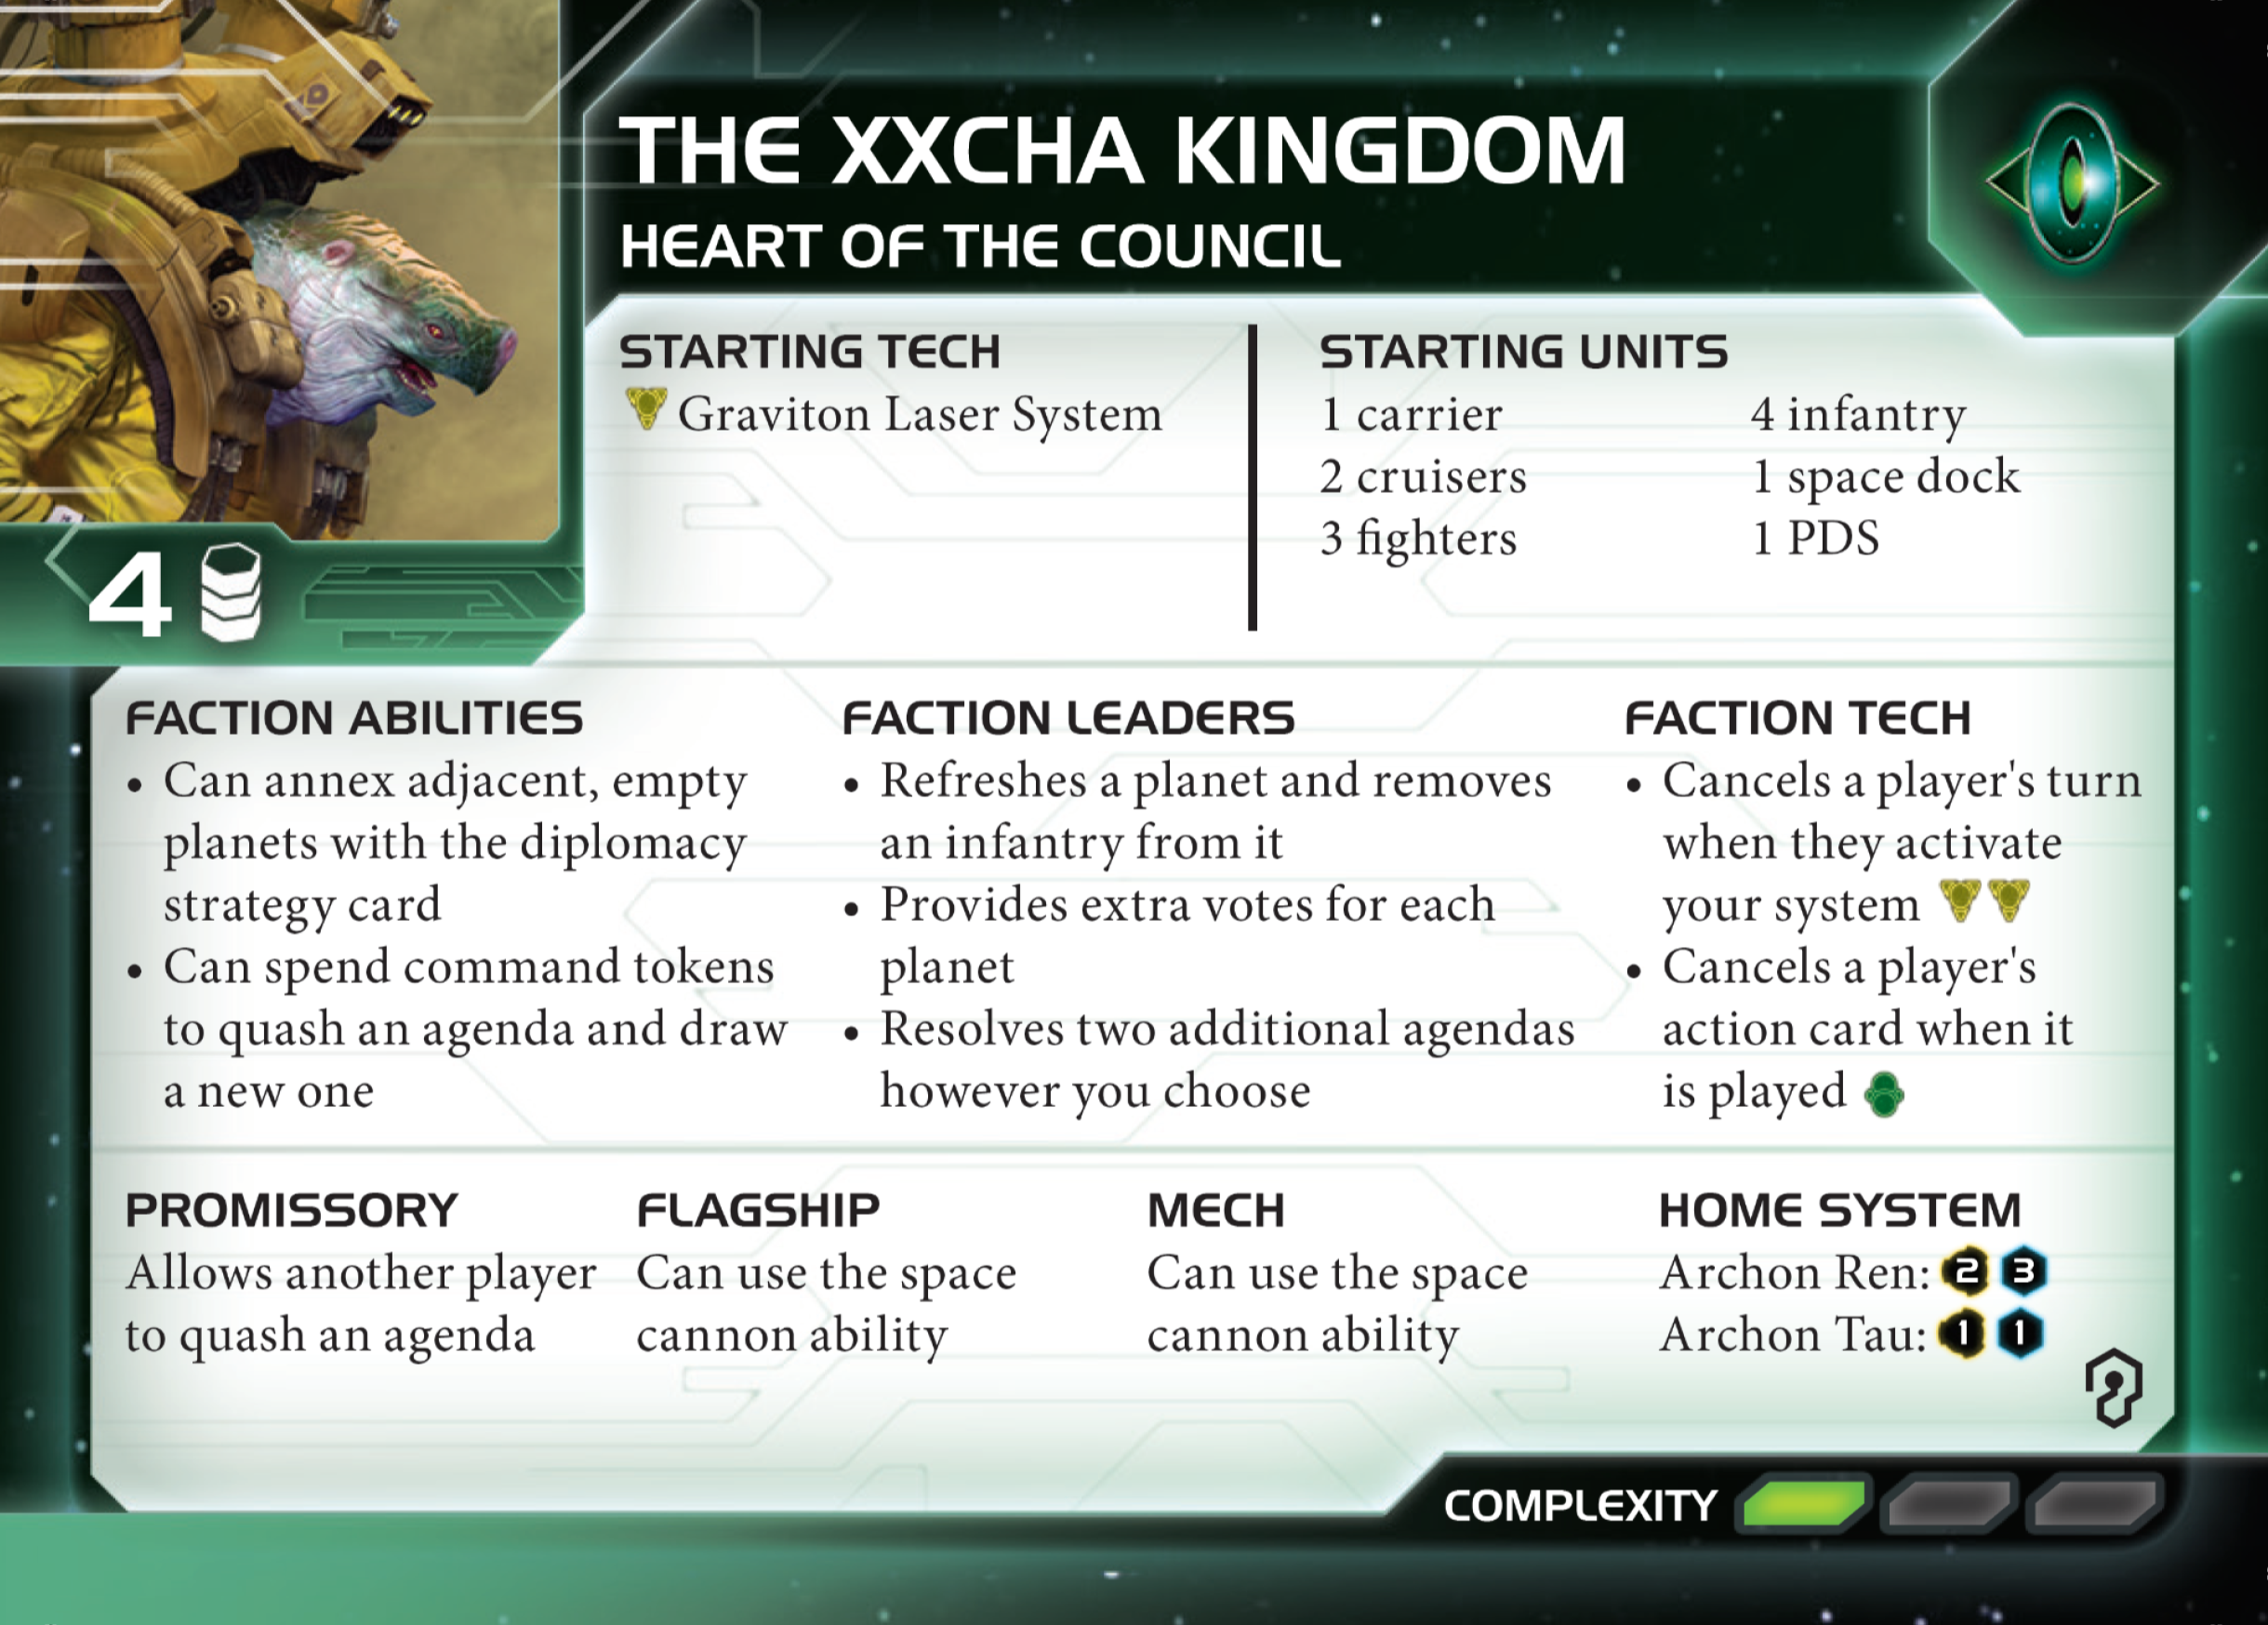 THE XXCHA KINGDOM
HEART OF THE COUNCIL
STARTING TECH
Graviton Laser System
STARTING UNITS
1 carrier
2 cruisers
3 fighters
4 infantry
1 space dock
1 PDS
4
FACTION ABILITIES
• Can annex adjacent, empty
planets with the diplomacy
strategy card
• Can spend command tokens
to quash an agenda and draw
a new one
FACTION LEADERS
• Refreshes a planet and removes
an infantry from it
• Provides extra votes for each
planet
• Resolves two additional agendas
however you choose
FACTION TECH
• Cancels a player's turn
when they activate
your system
• Cancels a player's
action card when it
is played
PROMISSORY
Allows another player
to quash an agenda
FLAGSHIP
Can use the space
cannon ability
MECH
Can use the space
cannon ability
HOME SYSTEM
Archon Ren: 2 3
Archon Tau: 1 1
COMPLEXITY